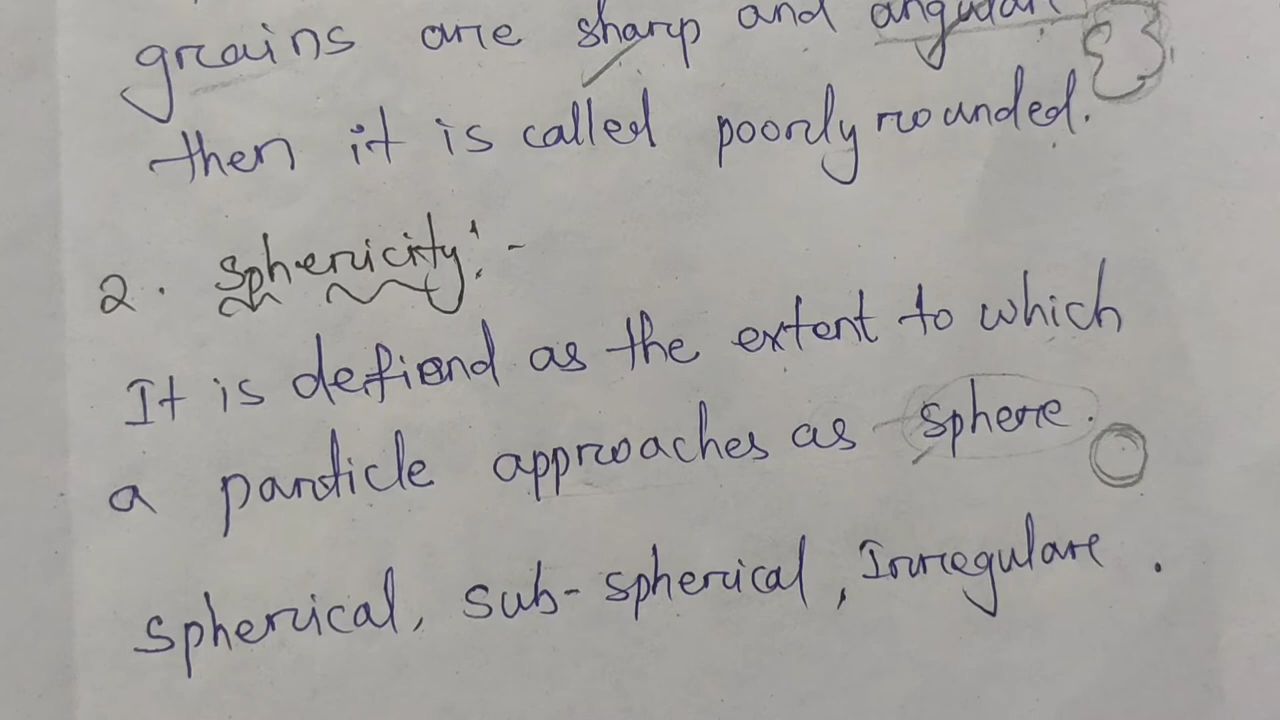 grains are sharp and angular
then it is called poorly rounded.
2. Sphericity:-
It is defiend as the extent to which
a particle approaches as sphere.
Spherical, Sub-spherical, Irregulare.